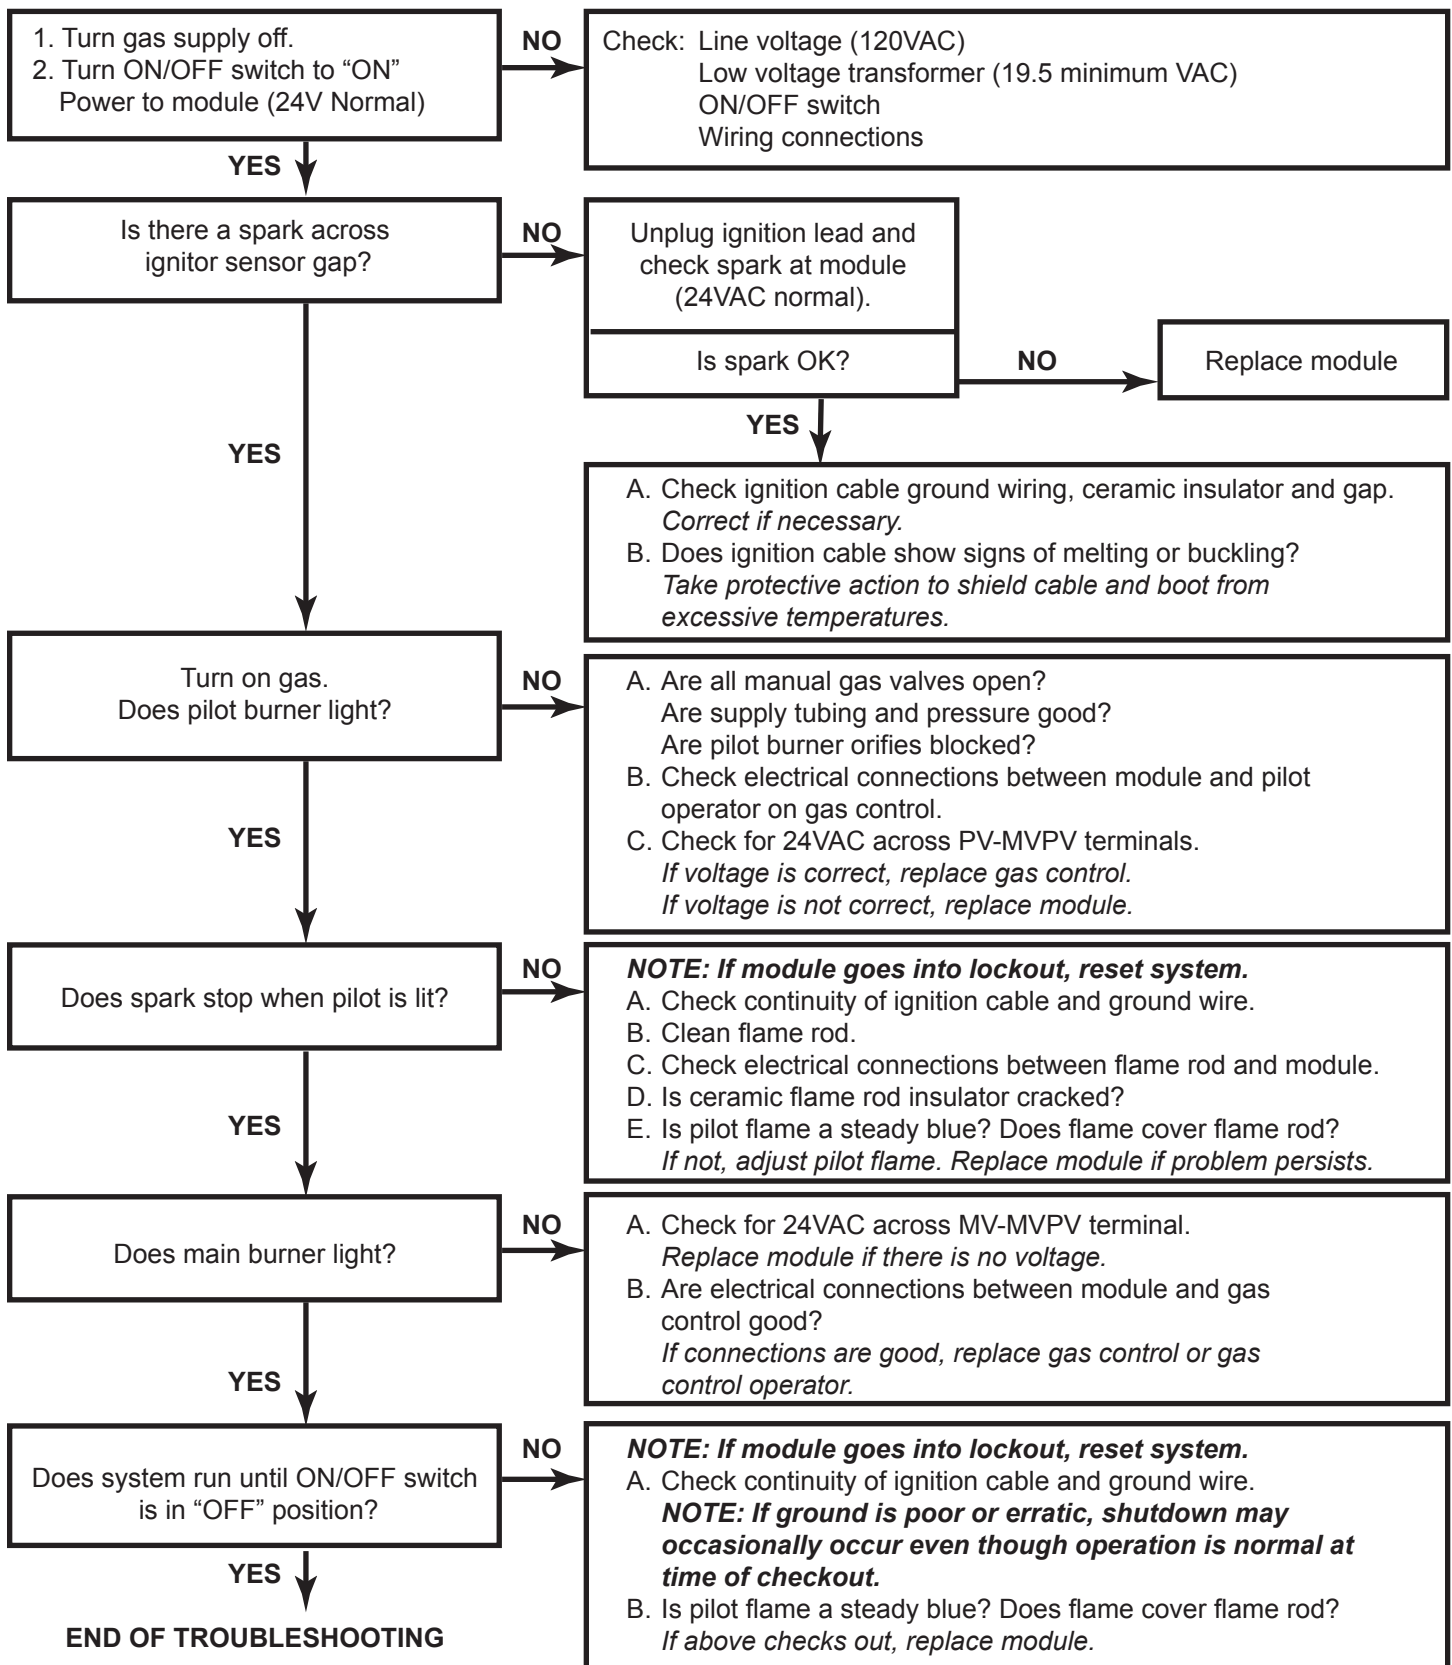 1. Turn gas supply off.
2. Turn ON/OFF switch to “ON”
Power to module (24V Normal)
NO
Check: Line voltage (120VAC)
Low voltage transformer (19.5 minimum VAC)
ON/OFF switch
Wiring connections
YES
Is there a spark across
ignitor sensor gap?
NO
Unplug ignition lead and
check spark at module
(24VAC normal).
Is spark OK?
NO
Replace module
YES
YES
A. Check ignition cable ground wiring, ceramic insulator and gap.
Correct if necessary.
B. Does ignition cable show signs of melting or buckling?
Take protective action to shield cable and boot from
excessive temperatures.
Turn on gas.
Does pilot burner light?
NO
A. Are all manual gas valves open?
Are supply tubing and pressure good?
Are pilot burner orifies blocked?
B. Check electrical connections between module and pilot
operator on gas control.
C. Check for 24VAC across PV-MVPV terminals.
If voltage is correct, replace gas control.
If voltage is not correct, replace module.
YES
Does spark stop when pilot is lit?
NO
NOTE: If module goes into lockout, reset system.
A. Check continuity of ignition cable and ground wire.
B. Clean flame rod.
C. Check electrical connections between flame rod and module.
D. Is ceramic flame rod insulator cracked?
E. Is pilot flame a steady blue? Does flame cover flame rod?
If not, adjust pilot flame. Replace module if problem persists.
YES
Does main burner light?
NO
A. Check for 24VAC across MV-MVPV terminal.
Replace module if there is no voltage.
B. Are electrical connections between module and gas
control good?
If connections are good, replace gas control or gas
control operator.
YES
Does system run until ON/OFF switch
is in “OFF” position?
NO
NOTE: If module goes into lockout, reset system.
A. Check continuity of ignition cable and ground wire.
NOTE: If ground is poor or erratic, shutdown may
occasionally occur even though operation is normal at
time of checkout.
B. Is pilot flame a steady blue? Does flame cover flame rod?
If above checks out, replace module.
YES
END OF TROUBLESHOOTING